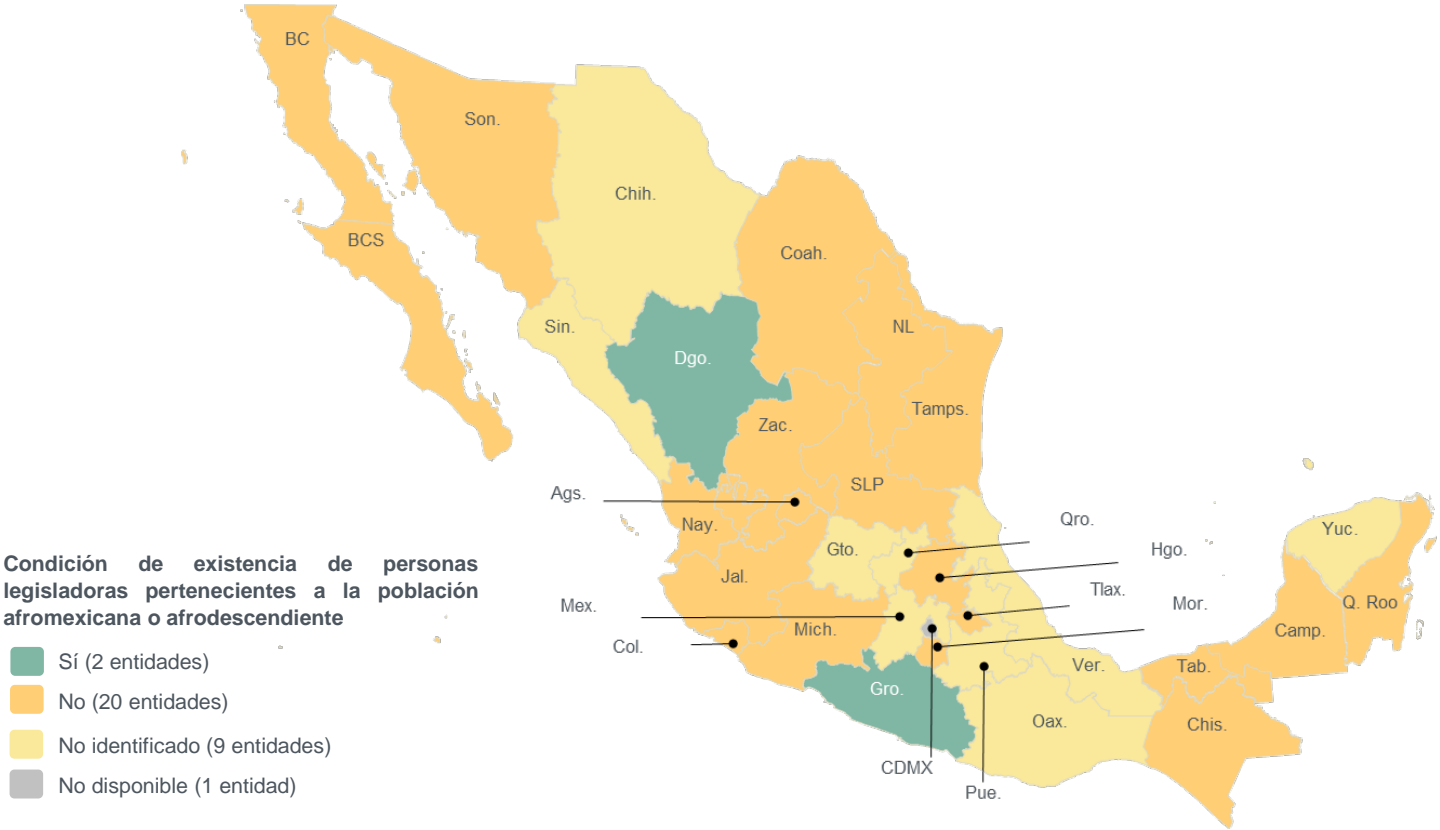 BC
Son.
Chih.
BCS
Coah.
Sin.
NL
Dgo.
Tamps.
Zac.
SLP
Ags.
Nay.
Qro.
Yuc.
Gto.
Hgo.
Condición de existencia de personas
legisladoras pertenecientes a la población
afromexicana o afrodescendiente
Jal.
Tlax.
Mex.
Mor.
Q. Roo
Mich.
Camp.
Col.
Ver.
Tab.
Sí (2 entidades)
Gro.
No (20 entidades)
Oax.
Chis.
No identificado (9 entidades)
CDMX
No disponible (1 entidad)
Pue.